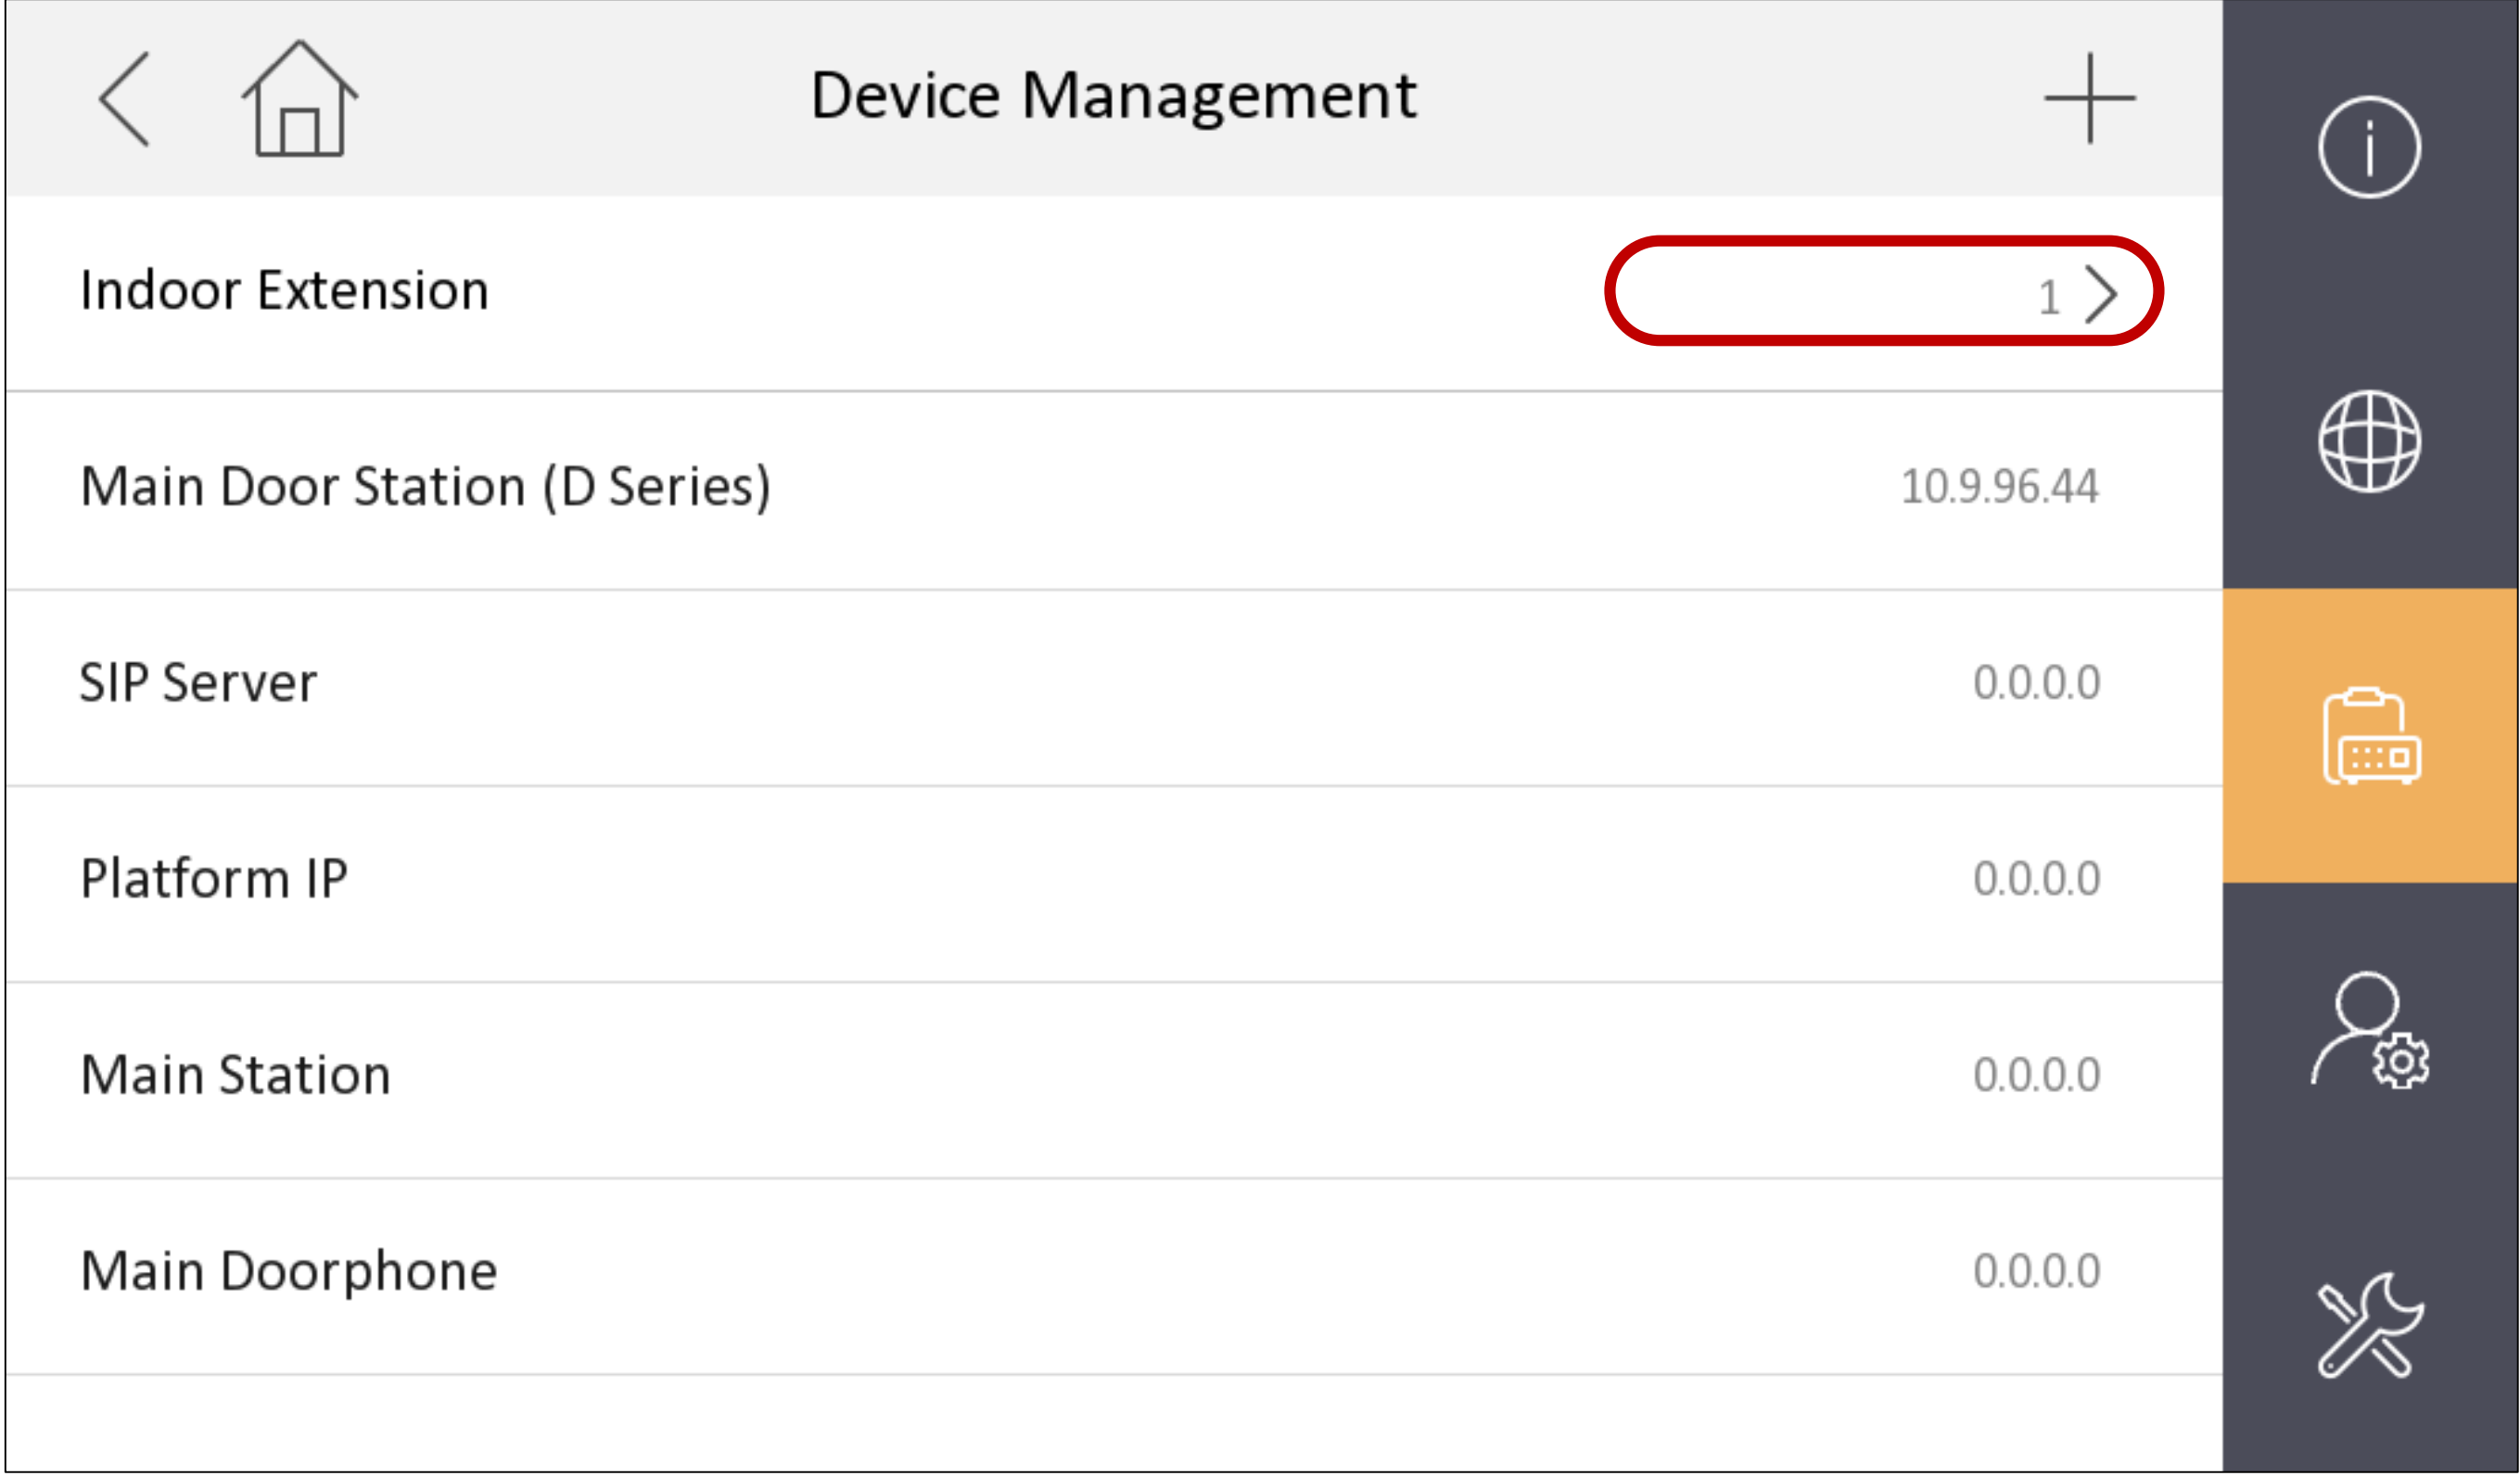 Device Management
Indoor Extension 1
Main Door Station (D Series) 10.9.96.44
SIP Server 0.0.0.0
Platform IP 0.0.0.0
Main Station 0.0.0.0
Main Doorphone 0.0.0.0